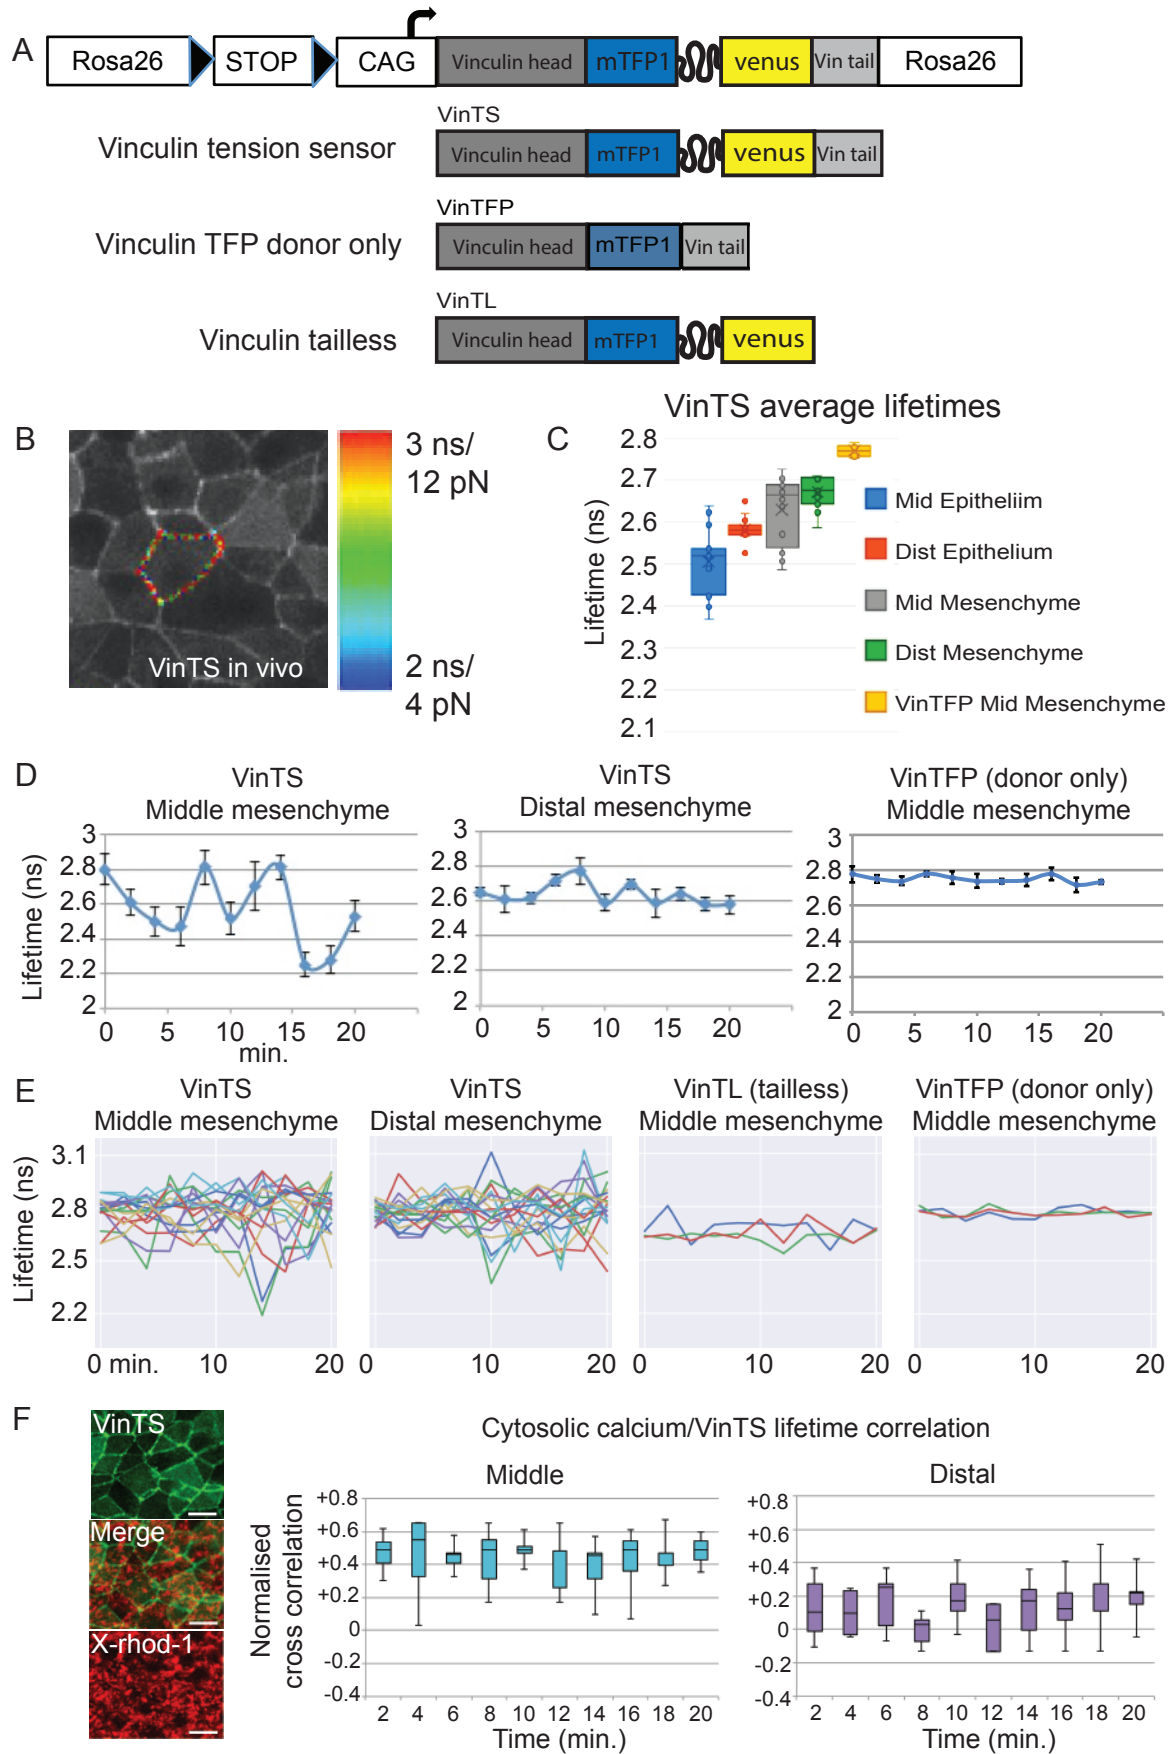 A
Rosa26 STOP CAG Vinculin head mTFP1 venus Vin tail Rosa26
VinTS
Vinculin tension sensor Vinculin head mTFP1 venus Vin tail
VinTFP
Vinculin TFP donor only Vinculin head mTFP1 Vin tail
VinTL
Vinculin tailless Vinculin head mTFP1 venus
B
3 ns/
12 pN
2 ns/
4 pN
VinTS in vivo
C
VinTS average lifetimes
Lifetime (ns)
2.8
2.7
2.6
2.5
2.4
2.3
2.2
2.1
Mid Epitheliim
Dist Epithelium
Mid Mesenchyme
Dist Mesenchyme
VinTFP Mid Mesenchyme
D
VinTS
Middle mesenchyme
Lifetime (ns)
3
2.8
2.6
2.4
2.2
2
0 5 10 15 20
min.
VinTS
Distal mesenchyme
3
2.8
2.6
2.4
2.2
2
0 5 10 15 20
VinTFP (donor only)
Middle mesenchyme
3
2.8
2.6
2.4
2.2
2
0 5 10 15 20
E
VinTS
Middle mesenchyme
Lifetime (ns)
3.1
2.8
2.5
2.2
0 min. 10 20
VinTS
Distal mesenchyme
0 10 20
VinTL (tailless)
Middle mesenchyme
0 10 20
VinTFP (donor only)
Middle mesenchyme
0 10 20
F
VinTS
Merge
X-rhod-1
Cytosolic calcium/VinTS lifetime correlation
Middle
Normalised
cross correlation
+0.8
+0.6
+0.4
+0.2
0
-0.2
-0.4
2 4 6 8 10 12 14 16 18 20
Time (min.)
Distal
+0.8
+0.6
+0.4
+0.2
0
-0.2
-0.4
2 4 6 8 10 12 14 16 18 20
Time (min.)